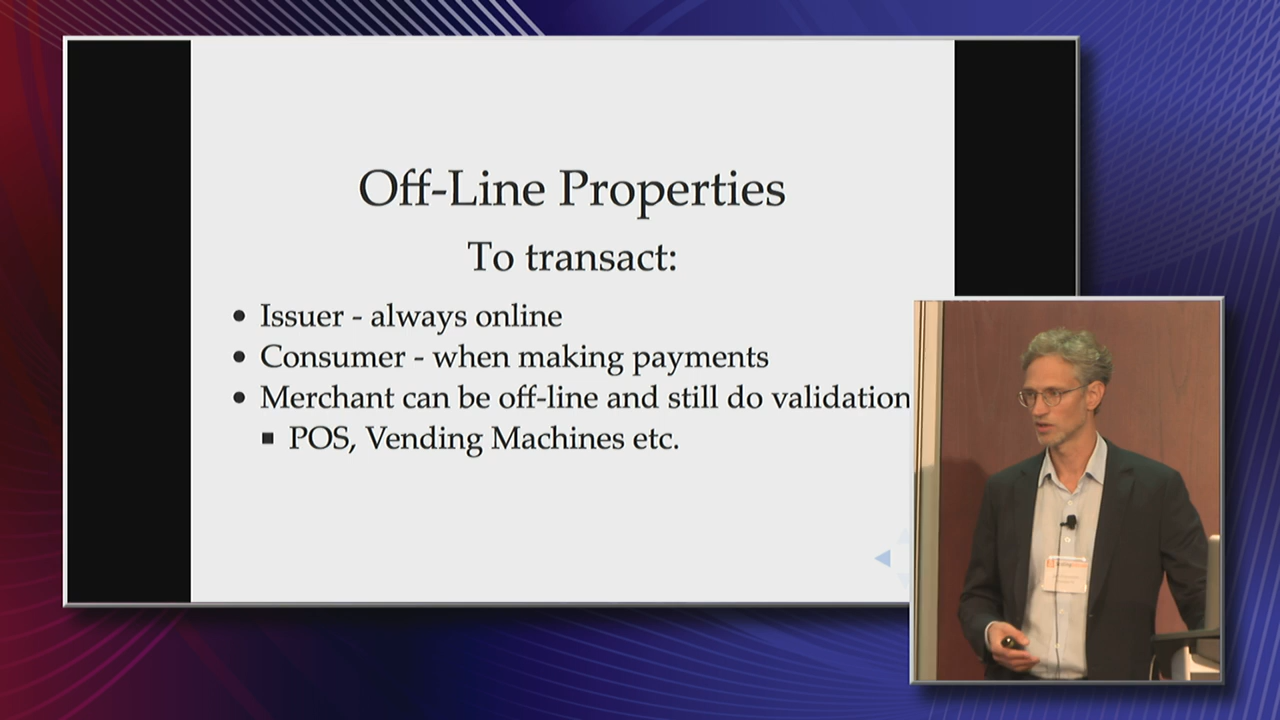 Off-Line Properties
To transact:
• Issuer - always online
• Consumer - when making payments
• Merchant can be off-line and still do validation
▪ POS, Vending Machines etc.